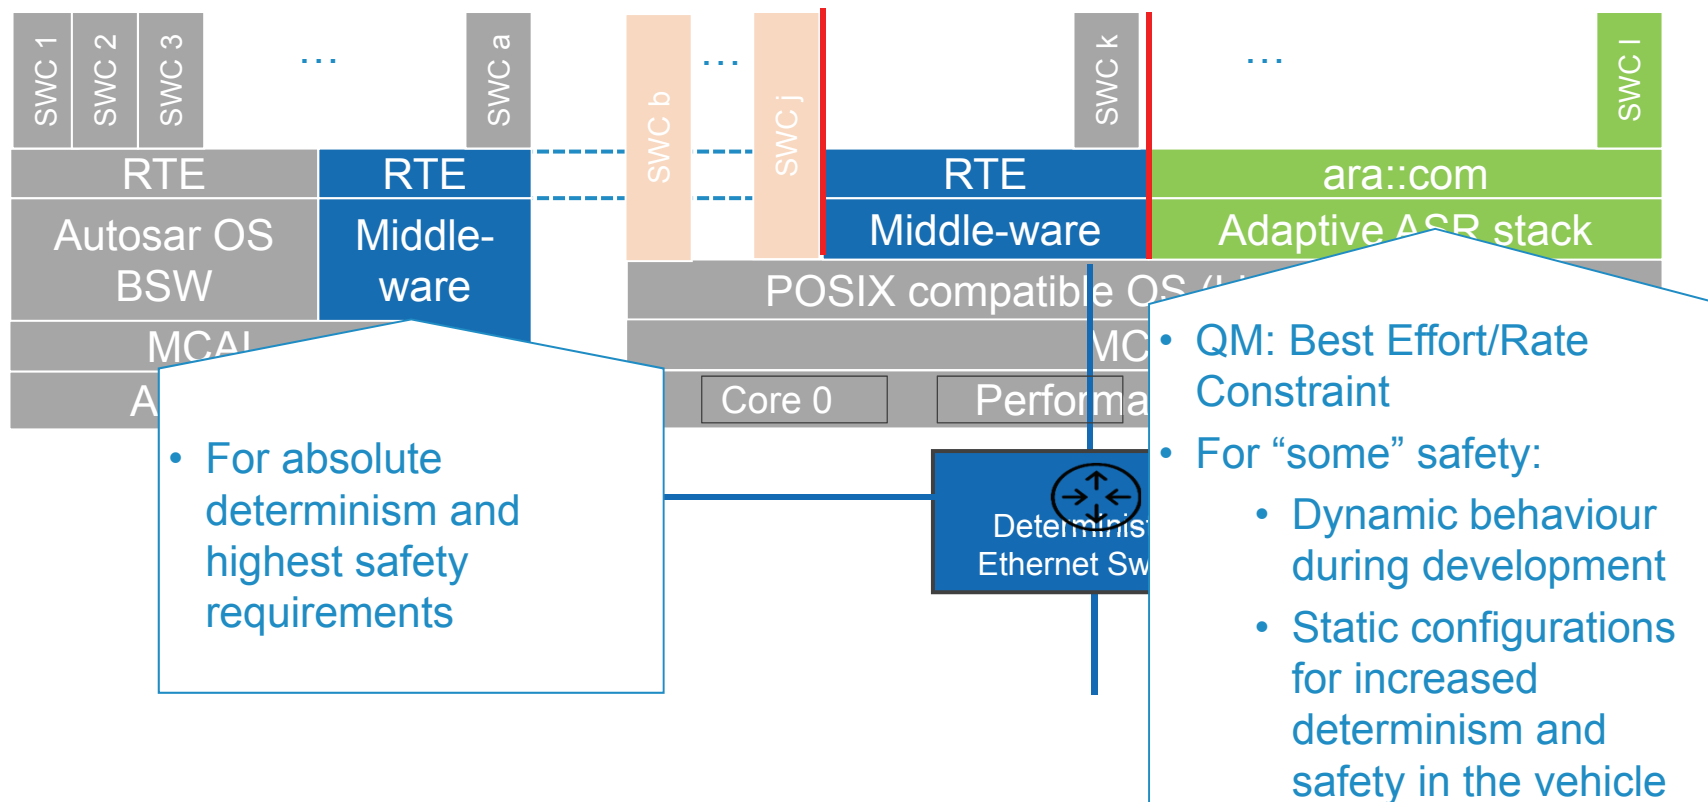 SWC 1
SWC 2
SWC 3
...
SWC a
SWC b
...
SWC j
SWC k
...
SWC l
RTE
RTE
RTE
ara::com
Autosar OS
BSW
Middle-
ware
Middle-ware
Adaptive ASR stack
POSIX compatible OS
MCAL
Core 0
• For absolute
determinism and
highest safety
requirements
Ethernet
• QM: Best Effort/Rate
Constraint
• For “some” safety:
• Dynamic behaviour
during development
• Static configurations
for increased
determinism and
safety in the vehicle